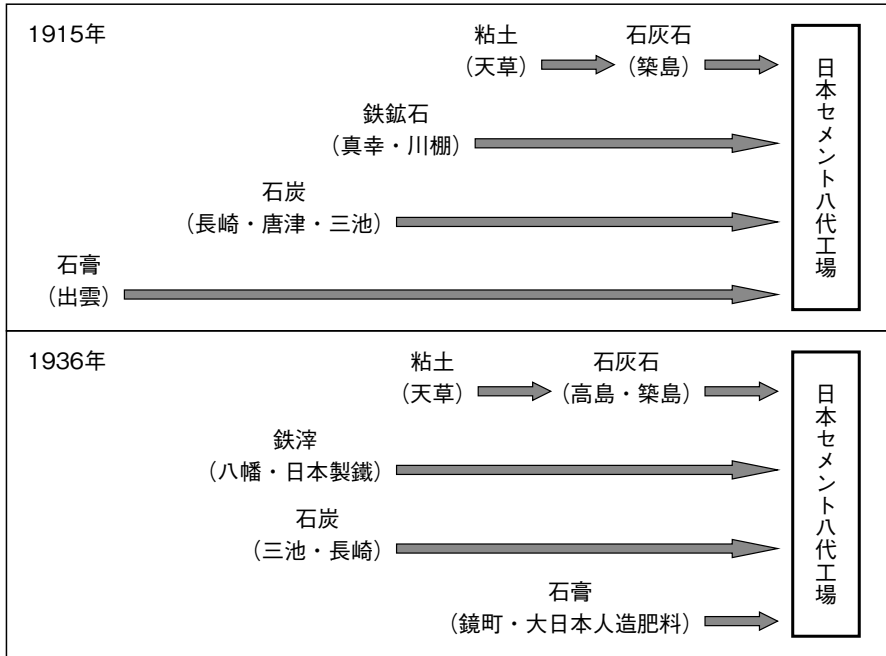 1915年
粘土
(天草)
石灰石
(築島)
鉄鉱石
(真幸・川棚)
石炭
(長崎・唐津・三池)
石膏
(出雲)
日本セメント八代工場
1936年
粘土
(天草)
石灰石
(高島・築島)
鉄滓
(八幡・日本製鐵)
石炭
(三池・長崎)
石膏
(鏡町・大日本人造肥料)
日本セメント八代工場